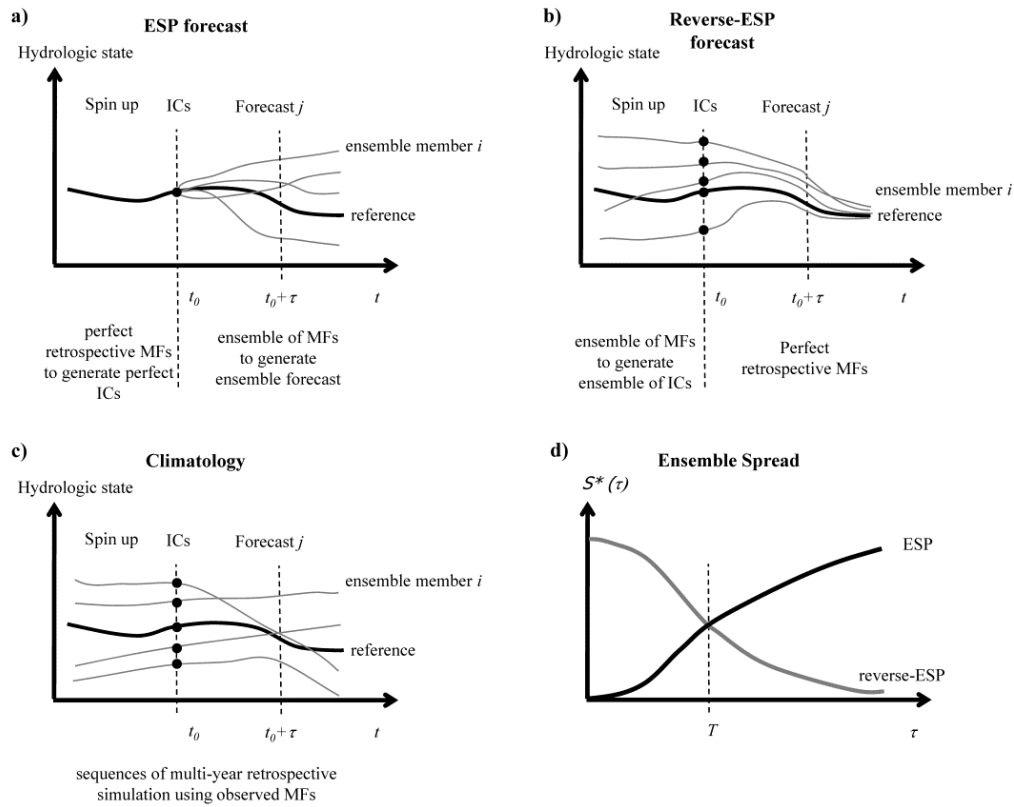 a)
ESP forecast
Hydrologic state
Spin up
ICs
Forecast j
ensemble member i
reference
t0
t0+ τ
t
perfect
retrospective MFs
to generate perfect
ICs
ensemble of MFs
to generate
ensemble forecast
b)
Reverse-ESP
forecast
Hydrologic state
Spin up
ICs
Forecast j
ensemble member i
reference
t0
t0+ τ
t
ensemble of MFs
to generate
ensemble of ICs
Perfect
retrospective MFs
c)
Climatology
Hydrologic state
Spin up
ICs
Forecast j
ensemble member i
reference
t0
t0+ τ
t
sequences of multi-year retrospective
simulation using observed MFs
d)
Ensemble Spread
S* (τ)
ESP
reverse-ESP
T
τ